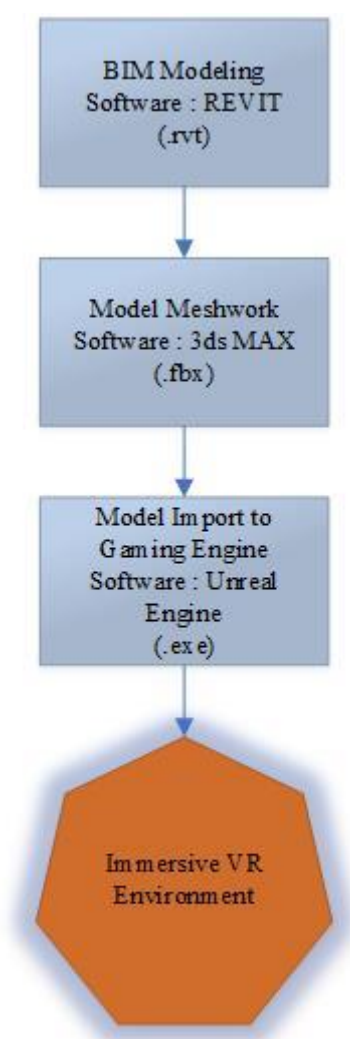 BIM Modeling
Software : REVIT
(.rvt)
Model Meshwork
Software : 3ds MAX
(.fbx)
Model Import to
Gaming Engine
Software : Unreal
Engine
(.exe)
Immersive VR
Environment